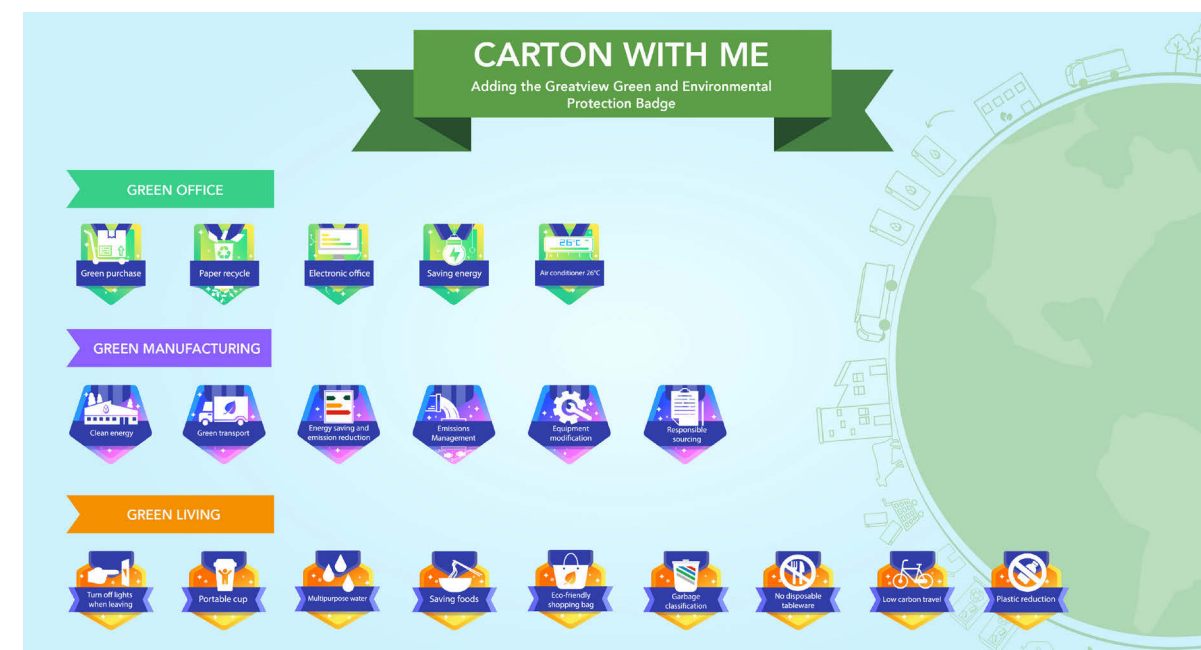 CARTON WITH ME
Adding the Greatview Green and Environmental
Protection Badge
GREEN OFFICE
Green purchase
Paper recycle
Electronic office
26°C
Saving energy
Air conditioner 26°C
GREEN MANUFACTURING
Clean energy
Green transport
Energy saving and
emission reduction
Emissions
Management
Equipment
modification
Responsible
sourcing
GREEN LIVING
Turn off lights
when leaving
Portable cup
Multipurpose water
Saving foods
Eco-friendly
shopping bag
Garbage
classification
No disposable
tableware
Low carbon travel
Plastic reduction